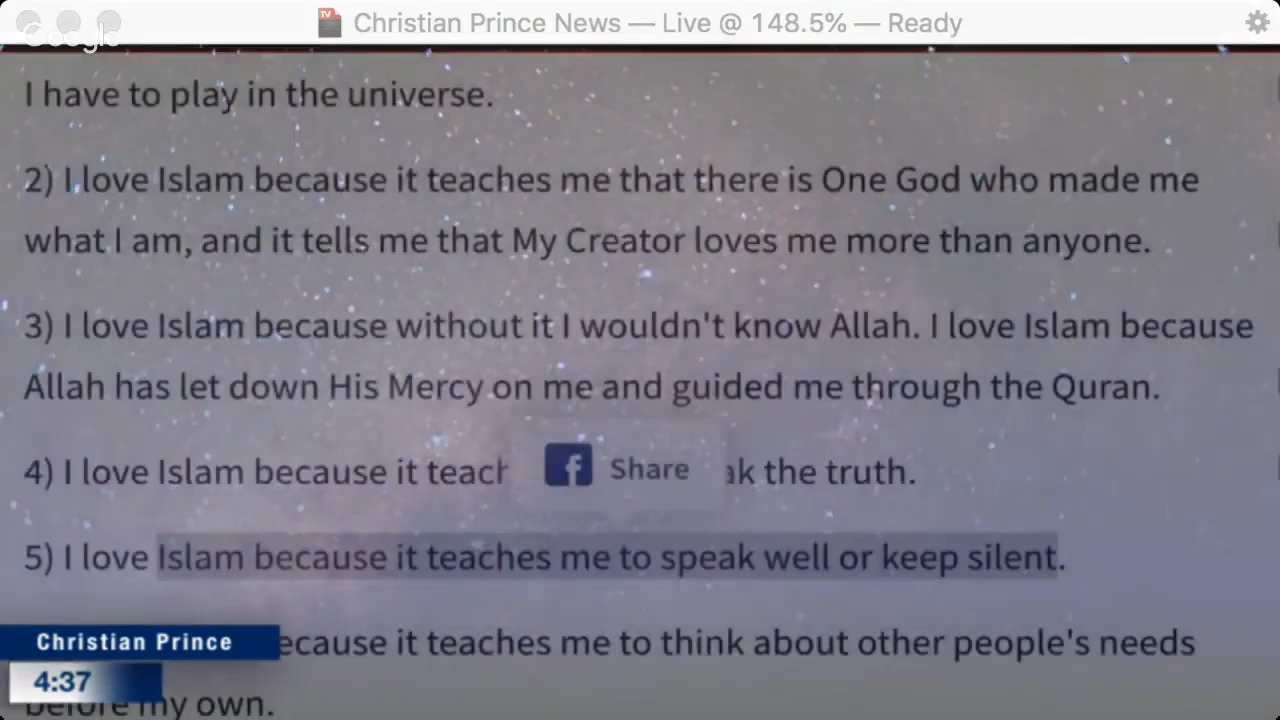 Christian Prince News — Live @ 148.5% — Ready
Google
I have to play in the universe.
2) I love Islam because it teaches me that there is One God who made me
what I am, and it tells me that My Creator loves me more than anyone.
3) I love Islam because without it I wouldn't know Allah. I love Islam because
Allah has let down His Mercy on me and guided me through the Quran.
4) I love Islam because it teach
f Share
ak the truth.
5) I love Islam because it teaches me to speak well or keep silent.
Christian Prince
ecause it teaches me to think about other people's needs
4:37
before my own.